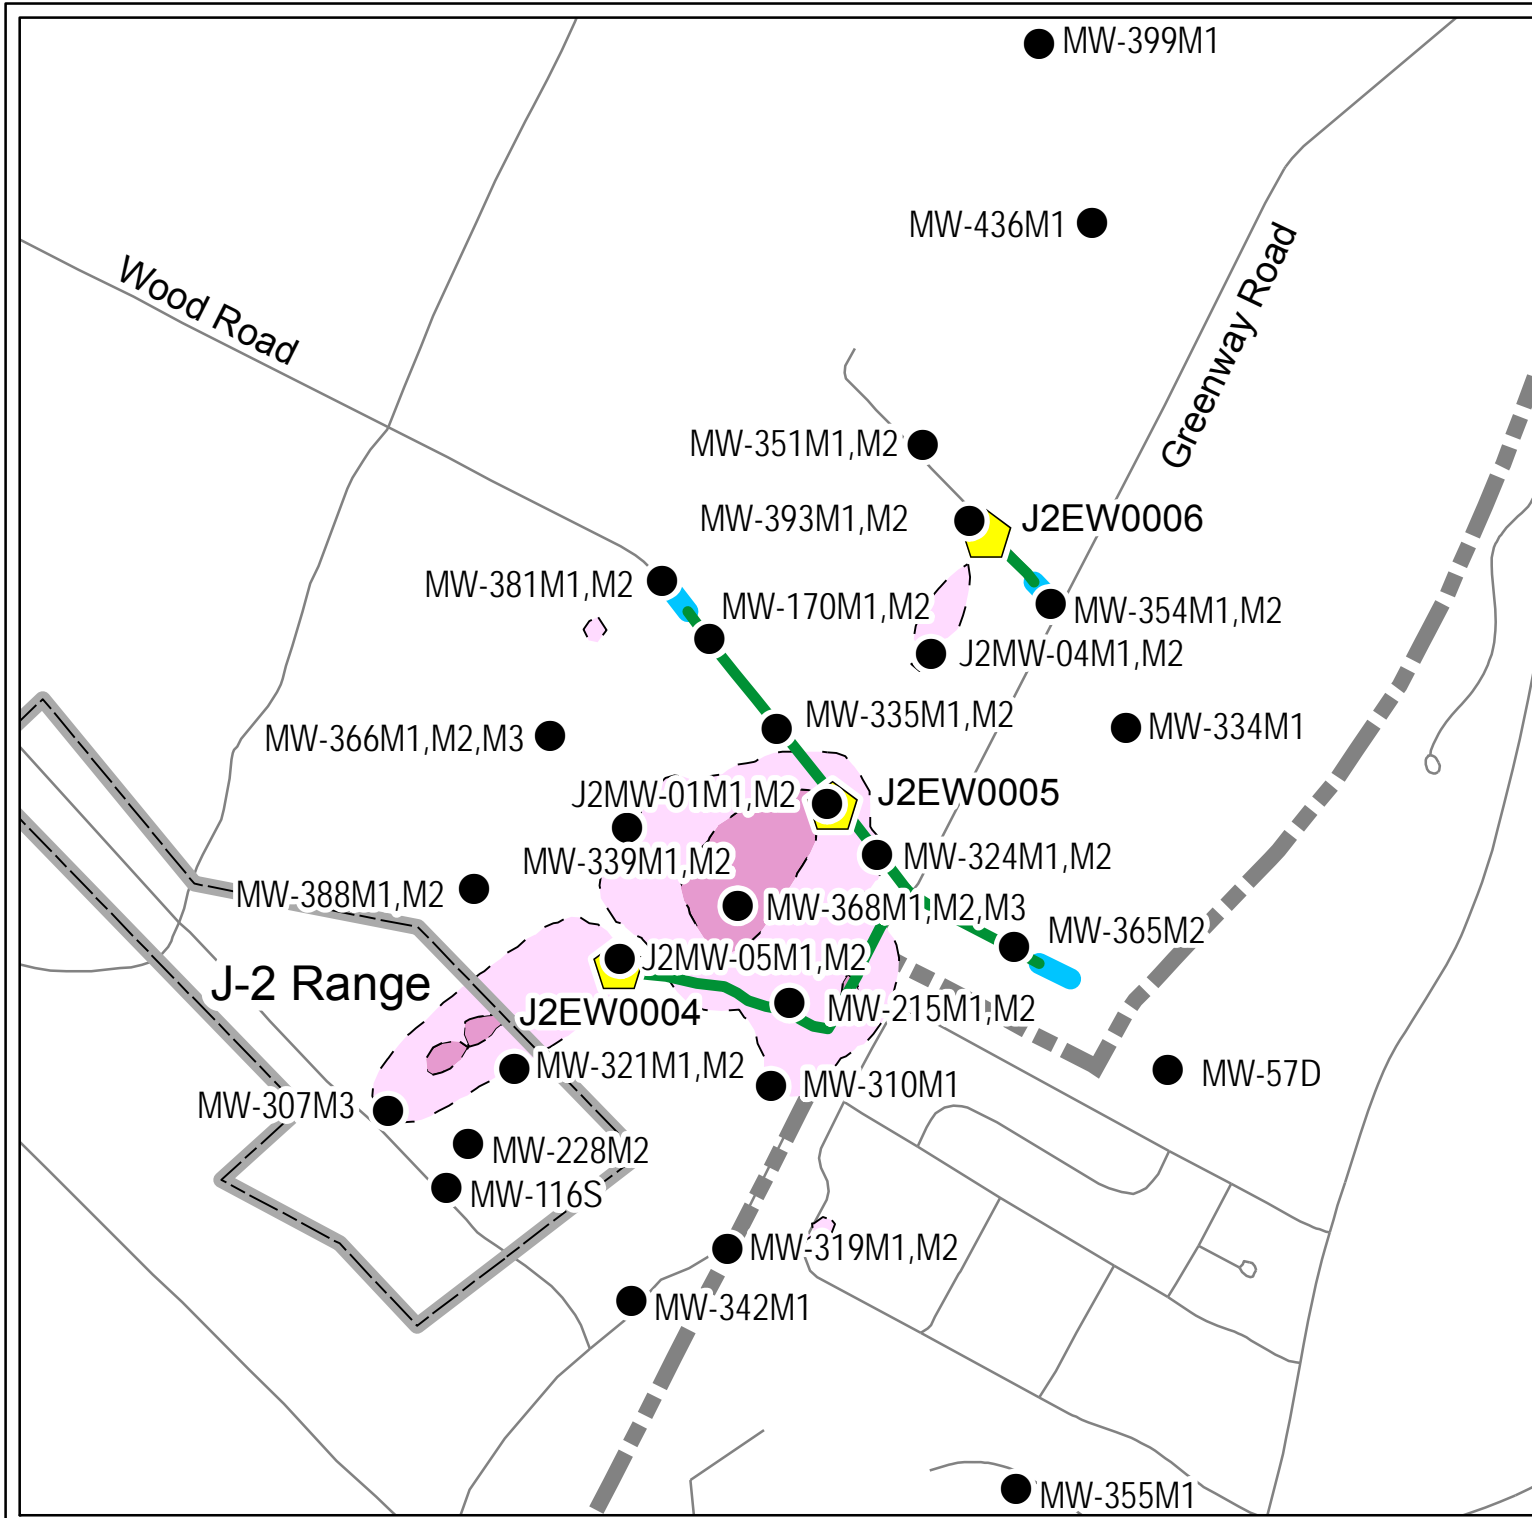 MW-399M1
MW-436M1
Wood Road
Greenway Road
MW-351M1,M2
MW-393M1,M2
J2EW0006
MW-381M1,M2
MW-170M1,M2
MW-354M1,M2
J2MW-04M1,M2
MW-335M1,M2
MW-334M1
MW-366M1,M2,M3
J2MW-01M1,M2
J2EW0005
MW-339M1,M2
MW-324M1,M2
MW-388M1,M2
MW-368M1,M2,M3
MW-365M2
J2MW-05M1,M2
J-2 Range
J2EW0004
MW-215M1,M2
MW-321M1,M2
MW-310M1
MW-57D
MW-307M3
MW-228M2
MW-116S
MW-319M1,M2
MW-342M1
MW-355M1